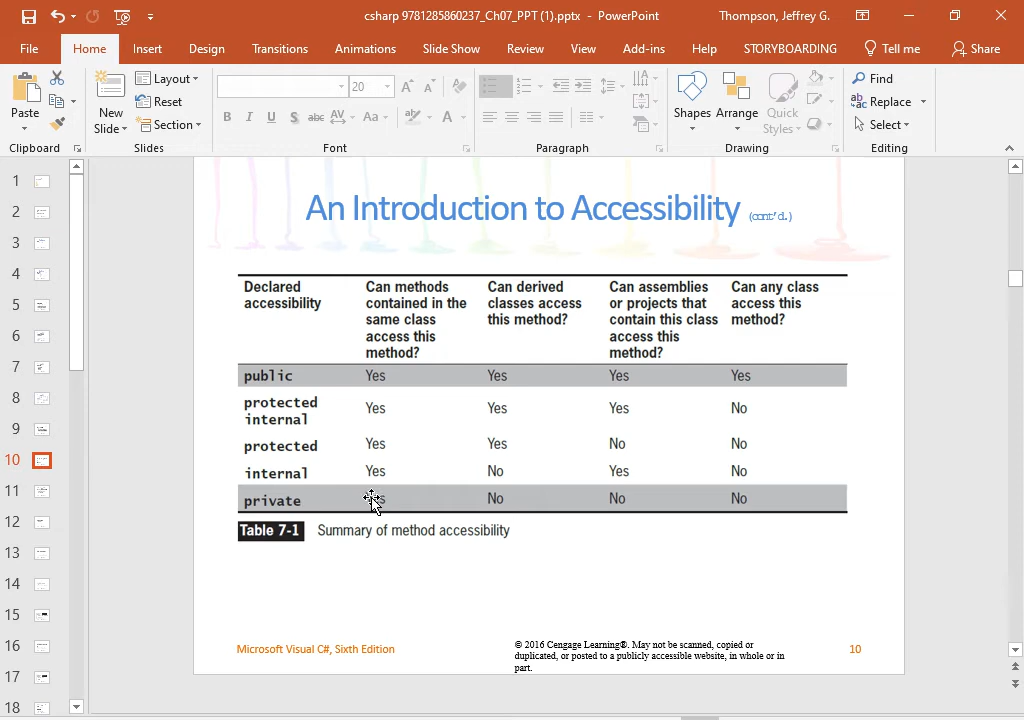 csharp 9781285860237_Ch07_PPT (1).pptx - PowerPoint
Thompson, Jeffrey G.
File Home Insert Design Transitions Animations Slide Show Review View Add-ins Help STORYBOARDING Tell me Share
Paste
New
Slide
Layout
Reset
Section
20
B I U S abc AV Aa A
Shapes Arrange Quick
Styles
Find
Replace
Select
Clipboard Slides Font Paragraph Drawing Editing
1
2
3
4
5
6
7
8
9
10
11
12
13
14
15
16
17
18
An Introduction to Accessibility (cont'd.)
Declared
accessibility
Can methods
contained in the
same class
access this
method?
Can derived
classes access
this method?
Can assemblies
or projects that
contain this class
access this
method?
Can any class
access this
method?
public Yes Yes Yes Yes
protected
internal Yes Yes Yes No
protected Yes Yes No No
internal Yes No Yes No
private Yes No No No
Table 7-1 Summary of method accessibility
Microsoft Visual C#, Sixth Edition
© 2016 Cengage Learning®. May not be scanned, copied or
duplicated, or posted to a publicly accessible website, in whole or in
part.
10